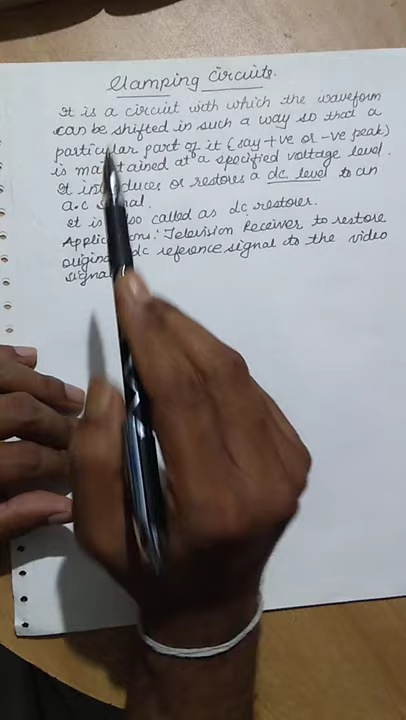 Clamping Circuits.
It is a circuit with which the waveform
can be shifted in such a way so that a
particular part of it (say +ve or -ve peak)
is maintained at a specified voltage level.
It introduces or restores a dc level to an
a.c signal.
It is also called as dc restorer.
Applications: Television Receiver to restore
original dc reference signal to the video
signal